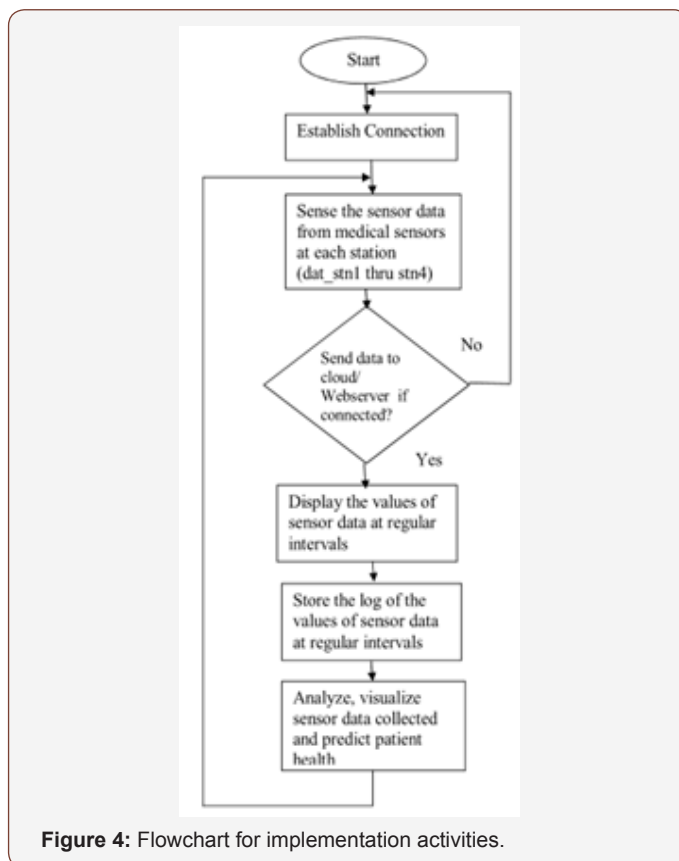 Start
Establish Connection
Sense the sensor data
from medical sensors
at each station
(dat_stn1 thru stn4)
Send data to
cloud/
Webserver if
connected?
No
Yes
Display the values of
sensor data at regular
intervals
Store the log of the
values of sensor data
at regular intervals
Analyze, visualize
sensor data collected
and predict patient
health
Figure 4: Flowchart for implementation activities.